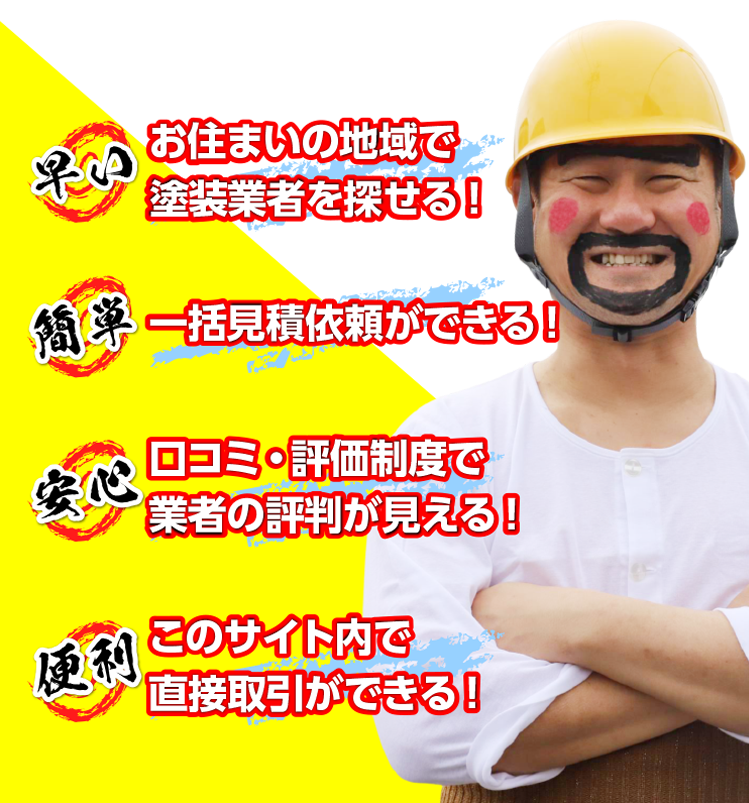 早い
お住まいの地域で
塗装業者を探せる！
簡単
一括見積依頼ができる！
安心
口コミ・評価制度で
業者の評判が見える！
便利
このサイト内で
直接取引ができる！